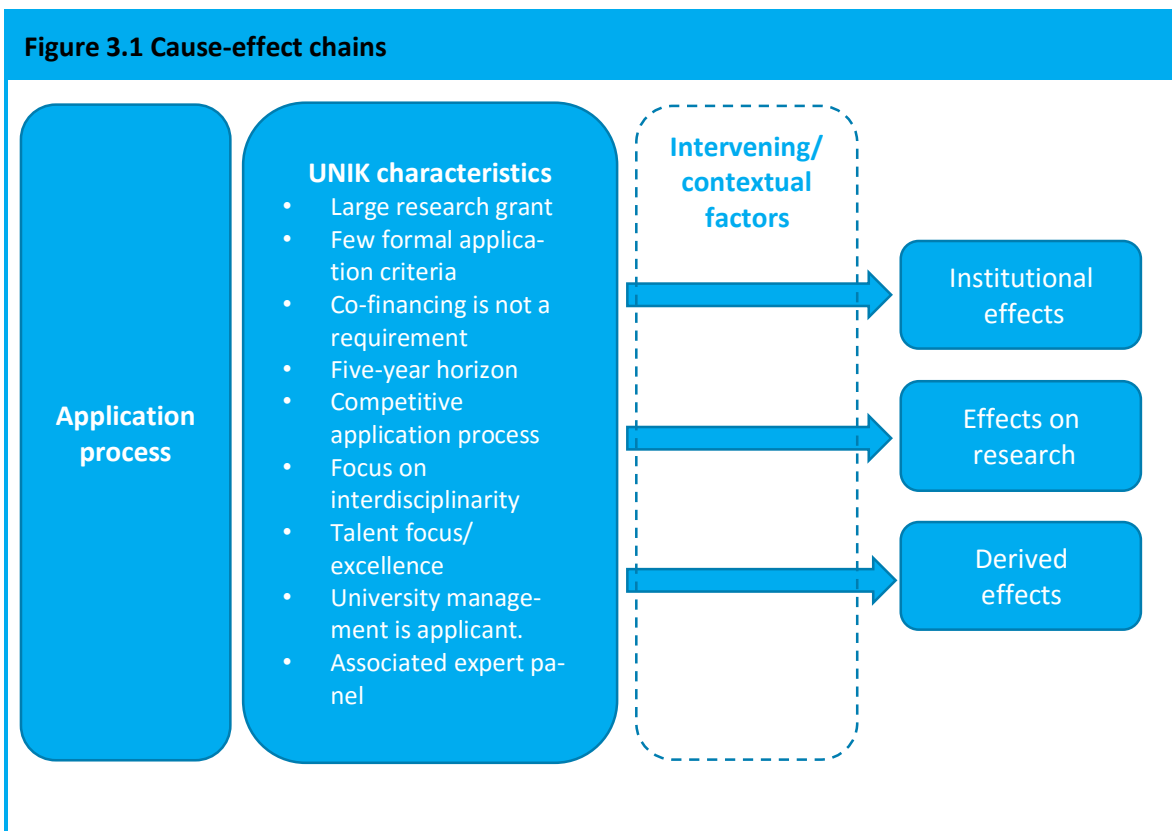 Figure 3.1 Cause-effect chains
Application
process
UNIK characteristics
• Large research grant
• Few formal applica-
tion criteria
• Co-financing is not a
requirement
• Five-year horizon
• Competitive
application process
• Focus on
interdisciplinarity
• Talent focus/
excellence
• University manage-
ment is applicant.
• Associated expert pa-
nel
Intervening/
contextual
factors
Institutional
effects
Effects on
research
Derived
effects